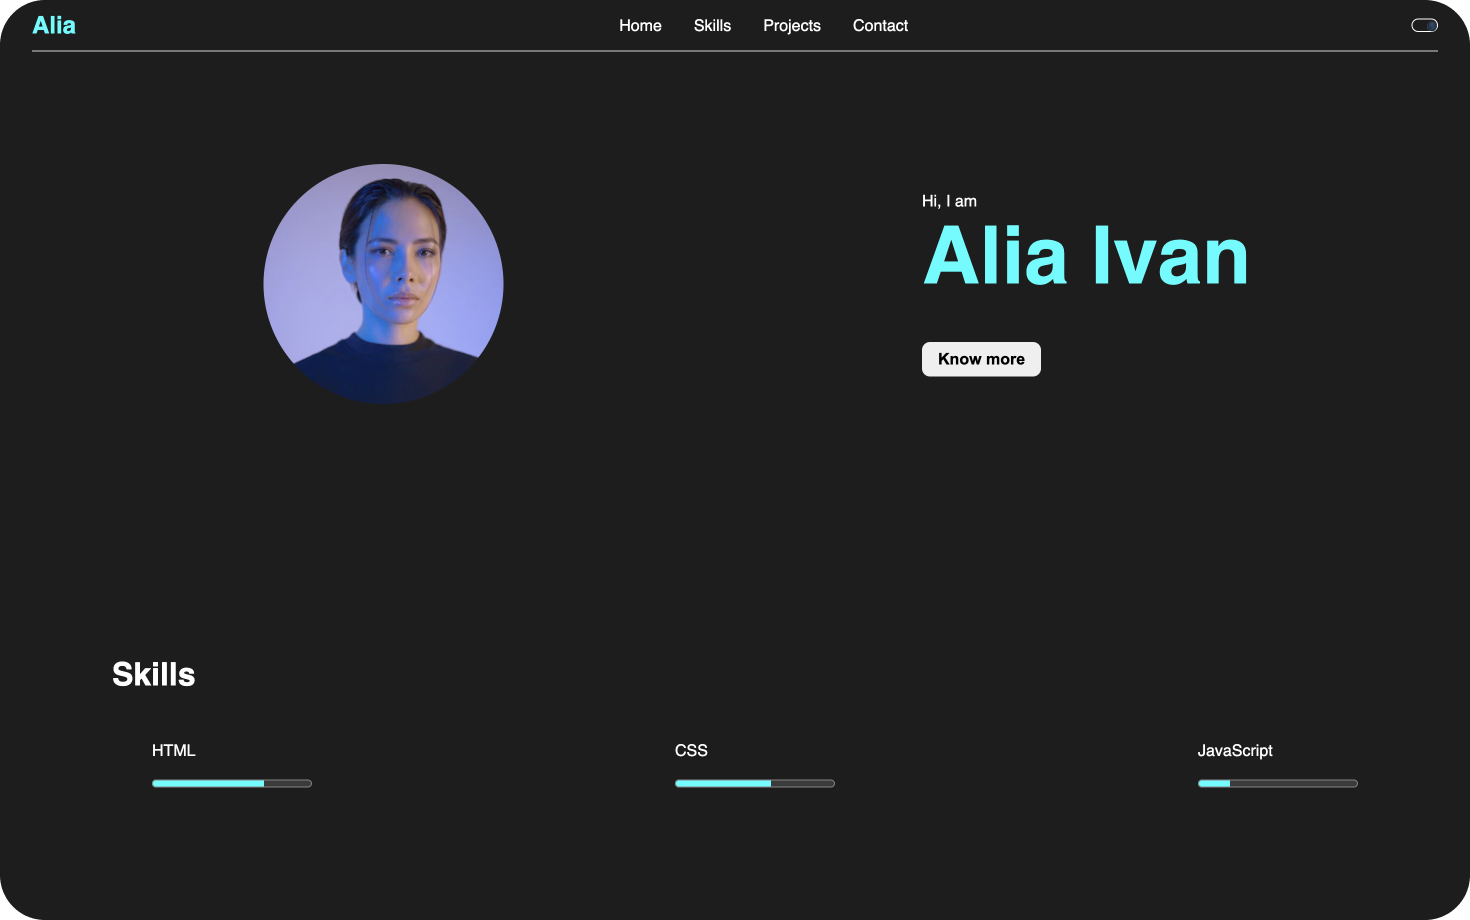 Alia
Home Skills Projects Contact
Hi, I am
Alia Ivan
Know more
Skills
HTML CSS JavaScript